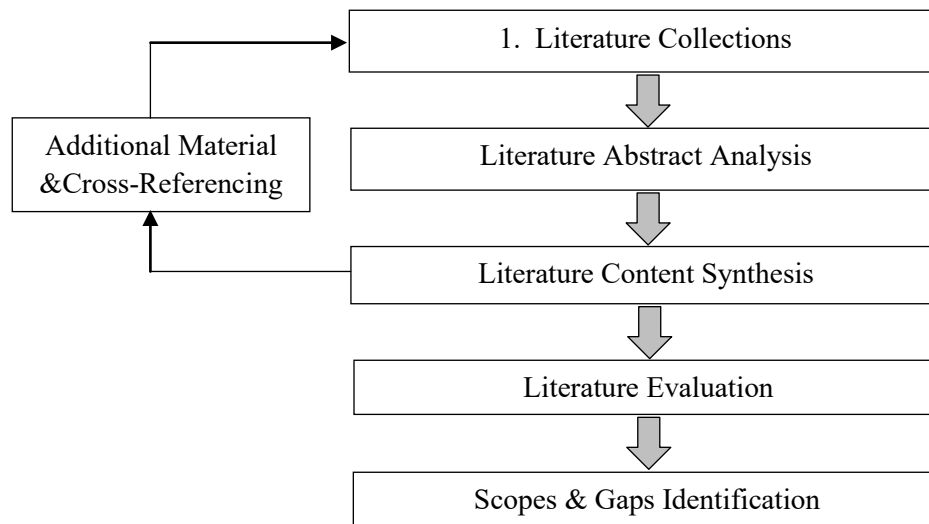 1. Literature Collections
Additional Material
&Cross-Referencing
Literature Abstract Analysis
Literature Content Synthesis
Literature Evaluation
Scopes & Gaps Identification